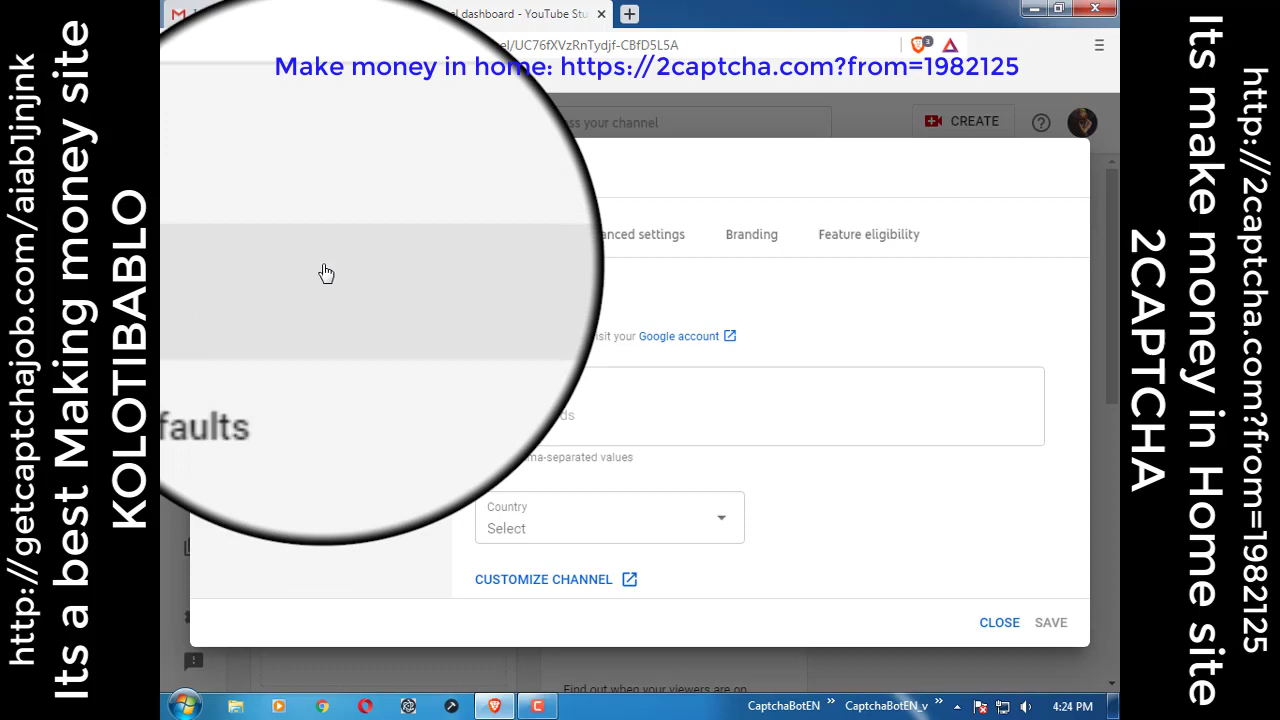 http://getcaptchajob.com/aiabljnjnk
Its a best Making money site
KOLOTIBABLO
el dashboard - YouTube Stu
el/UC76fXVzRnTydjf-CBfD5L5A
3
Make money in home: https://2captcha.com?from=1982125
ss your channel
CREATE
anced settings
Branding
Feature eligibility
isit your Google account
faults
ds
ma-separated values
Country
Select
CUSTOMIZE CHANNEL
CLOSE
SAVE
Find out when your viewers are on
CaptchaBotEN
CaptchaBotEN_v
4:24 PM
Its make money in Home site
2CAPTCHA
http://2captcha.com?from=1982125